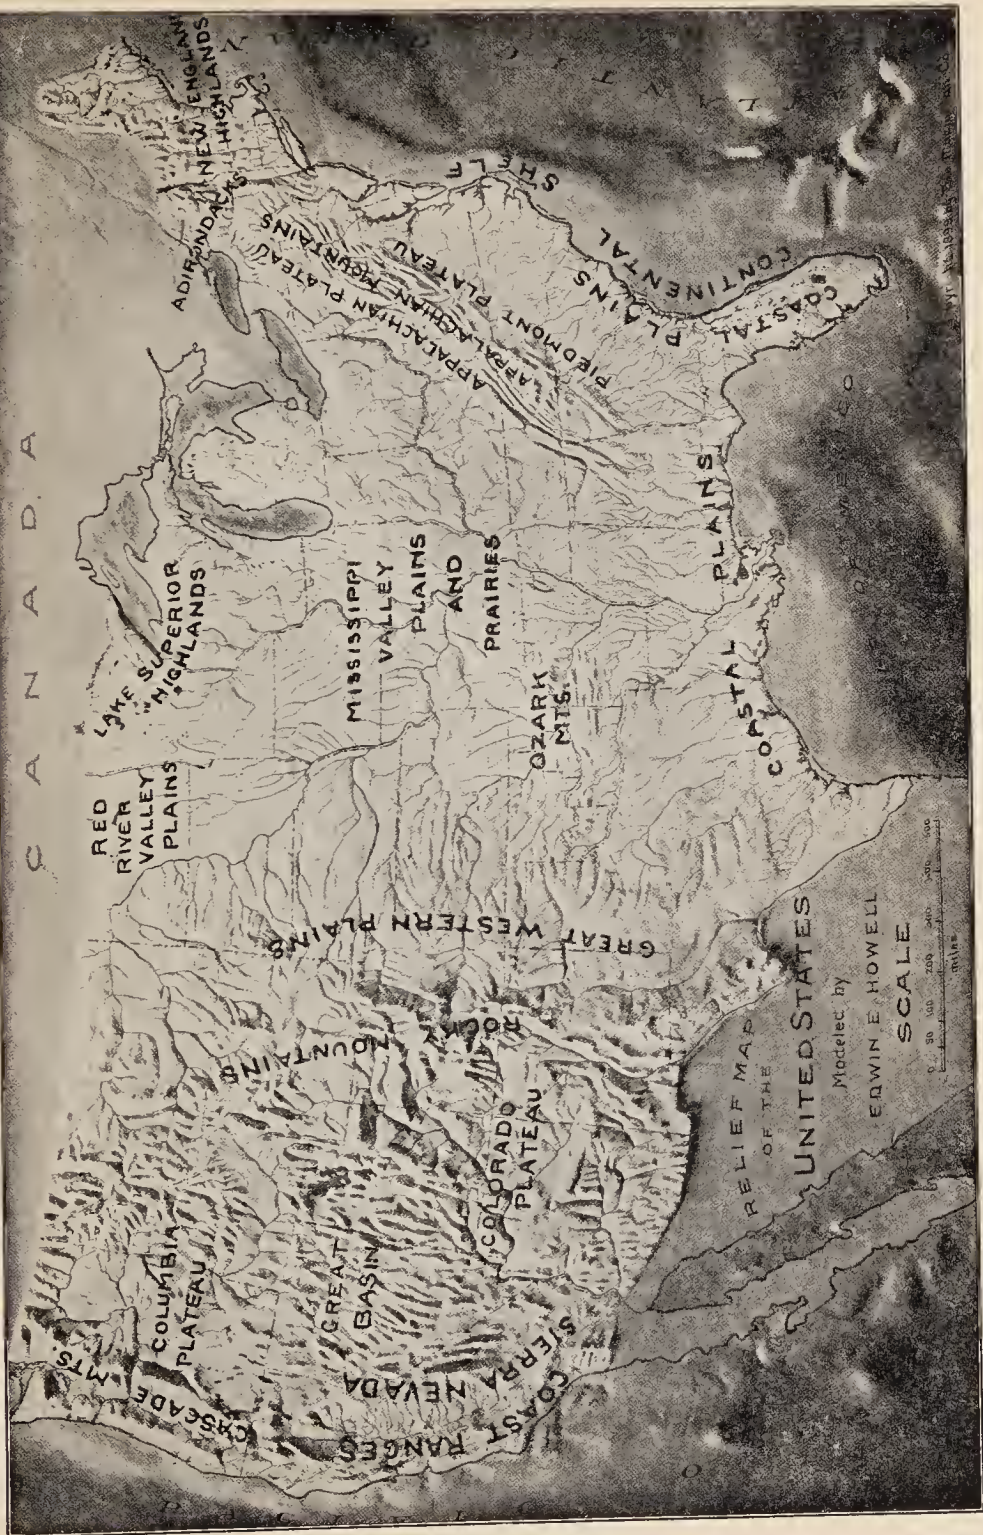 CANADA
CASCADE MTS.
COLUMBIA
PLATEAU
COAST RANGES
SIERRA NEVADA
GREAT
BASIN
COLORADO
PLATEAU
ROCKY MOUNTAINS
GREAT WESTERN PLAINS
RED
RIVER
VALLEY
PLAINS
LAKE SUPERIOR
HIGHLANDS
MISSISSIPPI
VALLEY
PLAINS
AND
PRAIRIES
OZARK
MTS.
COASTAL PLAINS
ADIRONDACKS
NEW ENGLAND
HIGHLANDS
APPALACHIAN PLATEAU
APPALACHIAN MOUNTAINS
PIEDMONT PLATEAU
COASTAL PLAINS
CONTINENTAL SHELF
RELIEF MAP
OF THE
UNITED STATES
Modeled by
EDWIN E. HOWELL
SCALE
miles